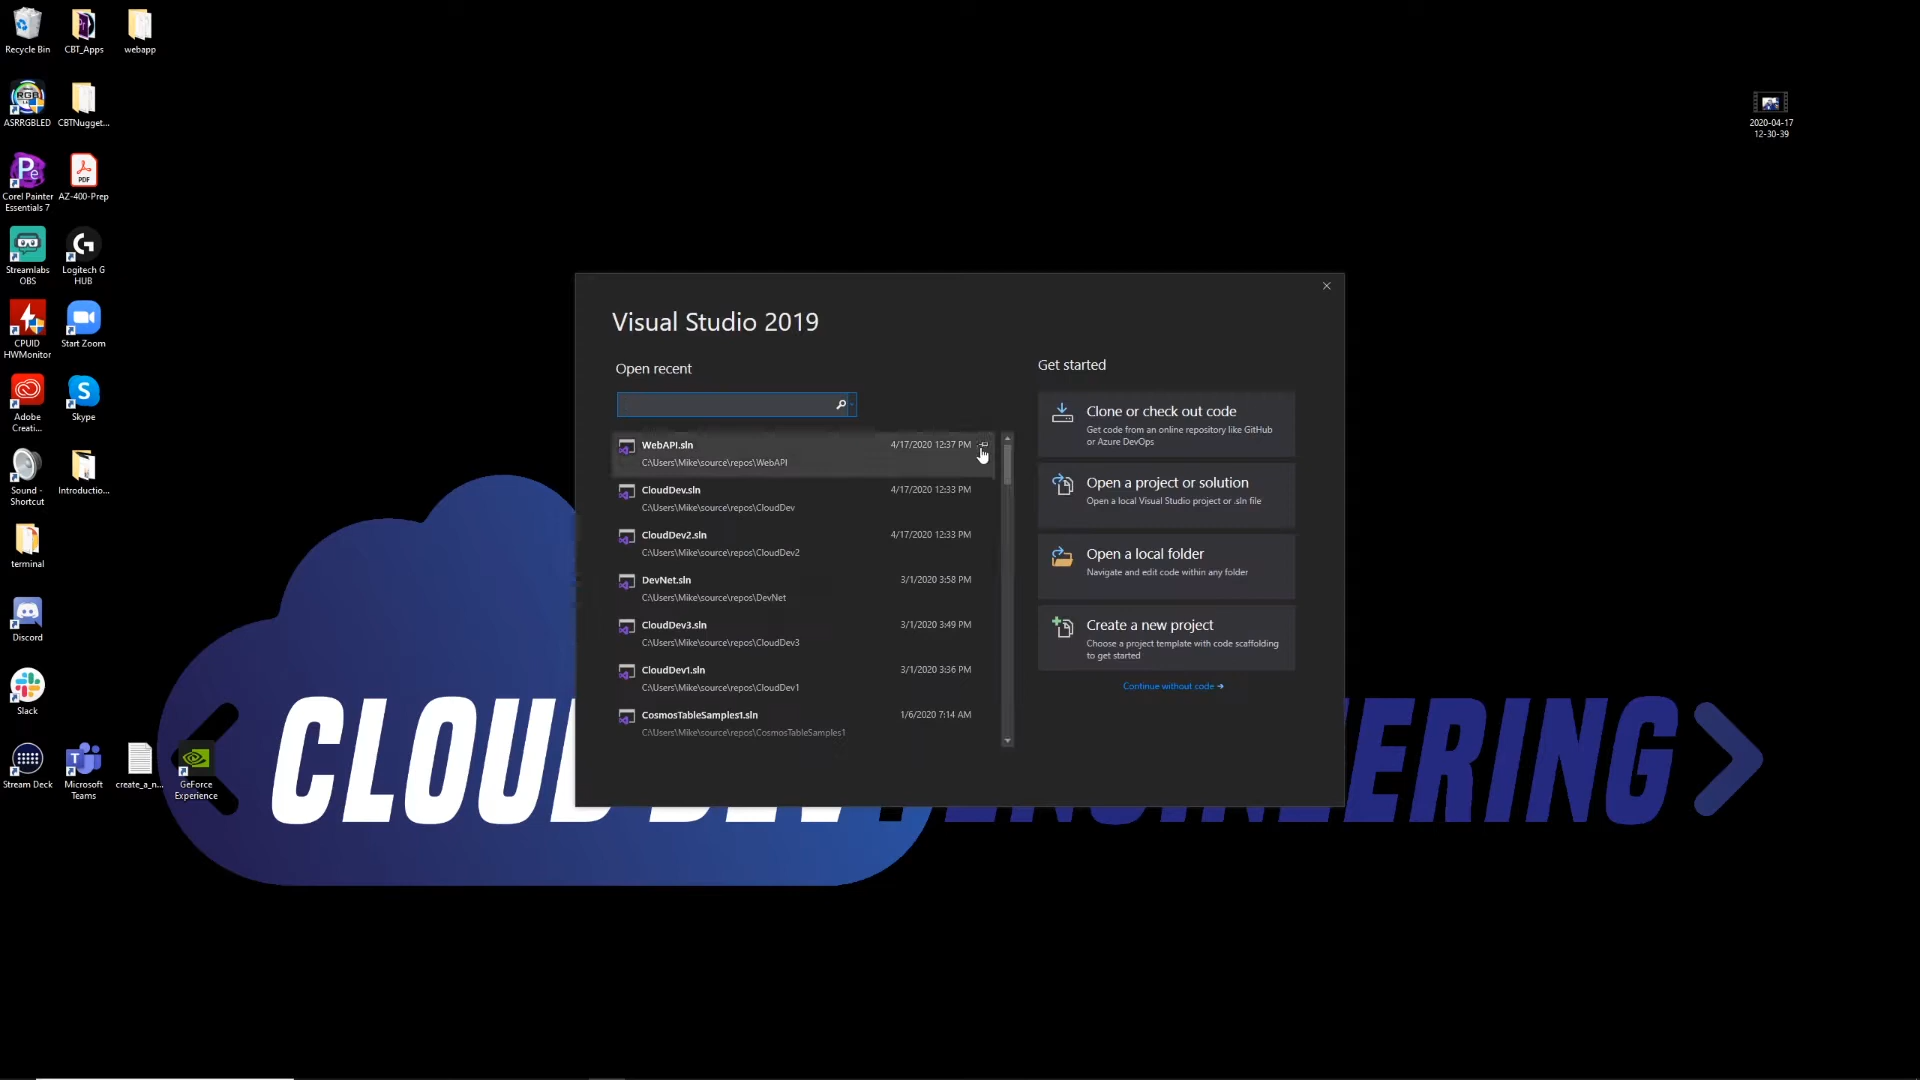 Recycle Bin
CBT_Apps
webapp
ASRRGBLED
CBTNugget...
Corel Painter
Essentials 7
AZ-400-Prep
Streamlabs
OBS
Logitech G
HUB
CPUID
HWMonitor
Start Zoom
Adobe
Creati...
Skype
Sound -
Shortcut
Introductio...
terminal
Discord
Slack
Stream Deck
Microsoft
Teams
create_a_n...
GeForce
Experience
2020-04-17
12-30-39
Visual Studio 2019
Open recent
WebAPI.sln
4/17/2020 12:37 PM
C:\Users\Mike\source\repos\WebAPI
CloudDev.sln
4/17/2020 12:33 PM
C:\Users\Mike\source\repos\CloudDev
CloudDev2.sln
4/17/2020 12:33 PM
C:\Users\Mike\source\repos\CloudDev2
DevNet.sln
3/1/2020 3:58 PM
C:\Users\Mike\source\repos\DevNet
CloudDev3.sln
3/1/2020 3:49 PM
C:\Users\Mike\source\repos\CloudDev3
CloudDev1.sln
3/1/2020 3:36 PM
C:\Users\Mike\source\repos\CloudDev1
CosmosTableSamples1.sln
1/6/2020 7:14 AM
C:\Users\Mike\source\repos\CosmosTableSamples1
Get started
Clone or check out code
Get code from an online repository like GitHub
or Azure DevOps
Open a project or solution
Open a local Visual Studio project or .sln file
Open a local folder
Navigate and edit code within any folder
Create a new project
Choose a project template with code scaffolding
to get started
Continue without code →